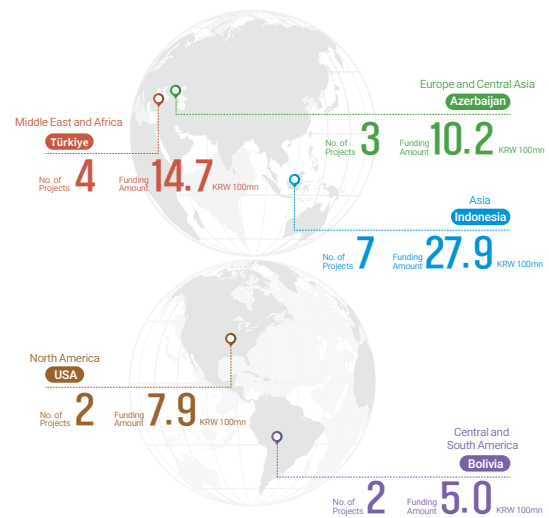 Middle East and Africa
Türkiye
No. of
Projects 4 Funding
Amount 14.7 KRW 100mn
Europe and Central Asia
Azerbaijan
No. of
Projects 3 Funding
Amount 10.2 KRW 100mn
Asia
Indonesia
No. of
Projects 7 Funding
Amount 27.9 KRW 100mn
North America
USA
No. of
Projects 2 Funding
Amount 7.9 KRW 100mn
Central and
South America
Bolivia
No. of
Projects 2 Funding
Amount 5.0 KRW 100mn